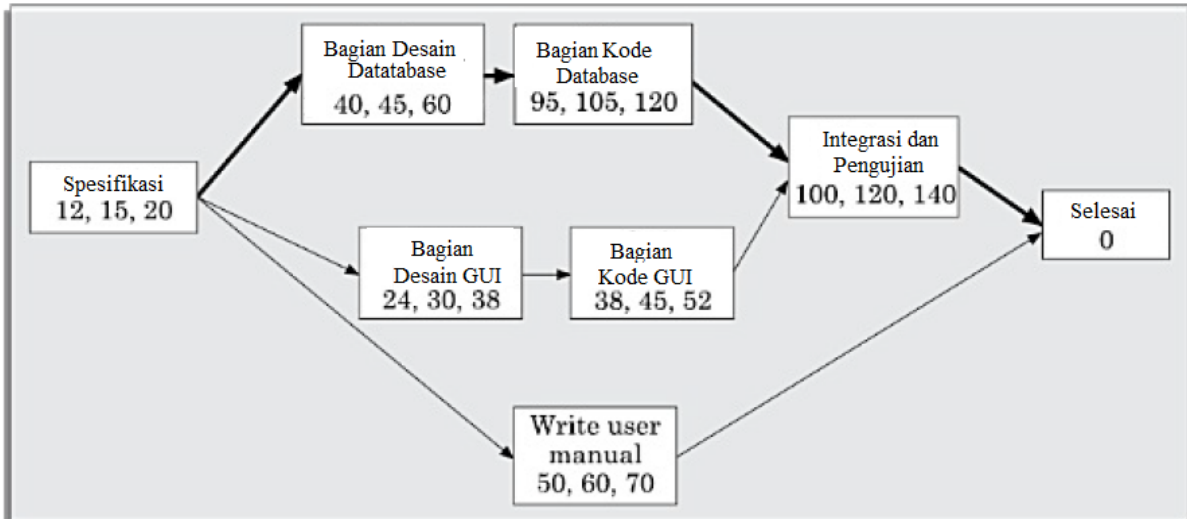 Bagian Desain
Datatabase
40, 45, 60
Bagian Kode
Database
95, 105, 120
Integrasi dan
Pengujian
100, 120, 140
Spesifikasi
12, 15, 20
Selesai
0
Bagian
Desain GUI
24, 30, 38
Bagian
Kode GUI
38, 45, 52
Write user
manual
50, 60, 70